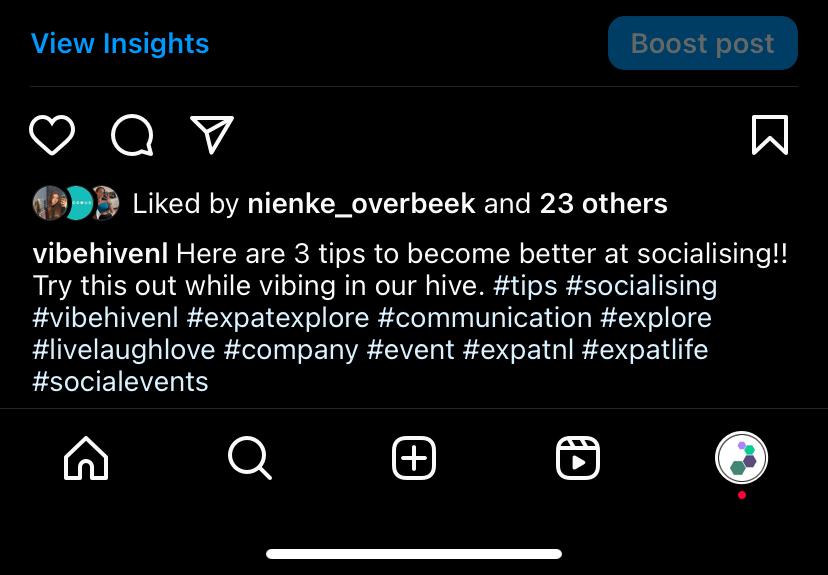 View Insights
Boost post
Liked by nienke_overbeek and 23 others
vibehivenl Here are 3 tips to become better at socialising!!
Try this out while vibing in our hive. #tips #socialising
#vibehivenl #expatexplore #communication #explore
#livelaughlove #company #event #expatnl #expatlife
#socialevents